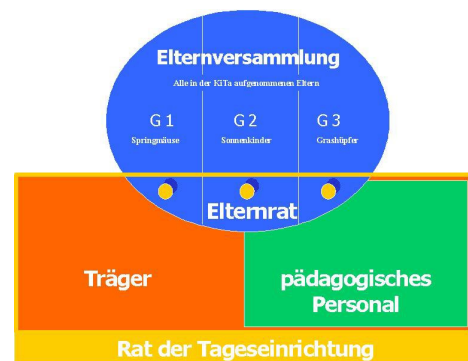 Elternversammlung
Alle in der KiTa aufgenommenen Eltern
G 1 G 2 G 3
Springmäuse Sonnenkinder Grashüpfer
Elternrat
Träger
pädagogisches
Personal
Rat der Tageseinrichtung